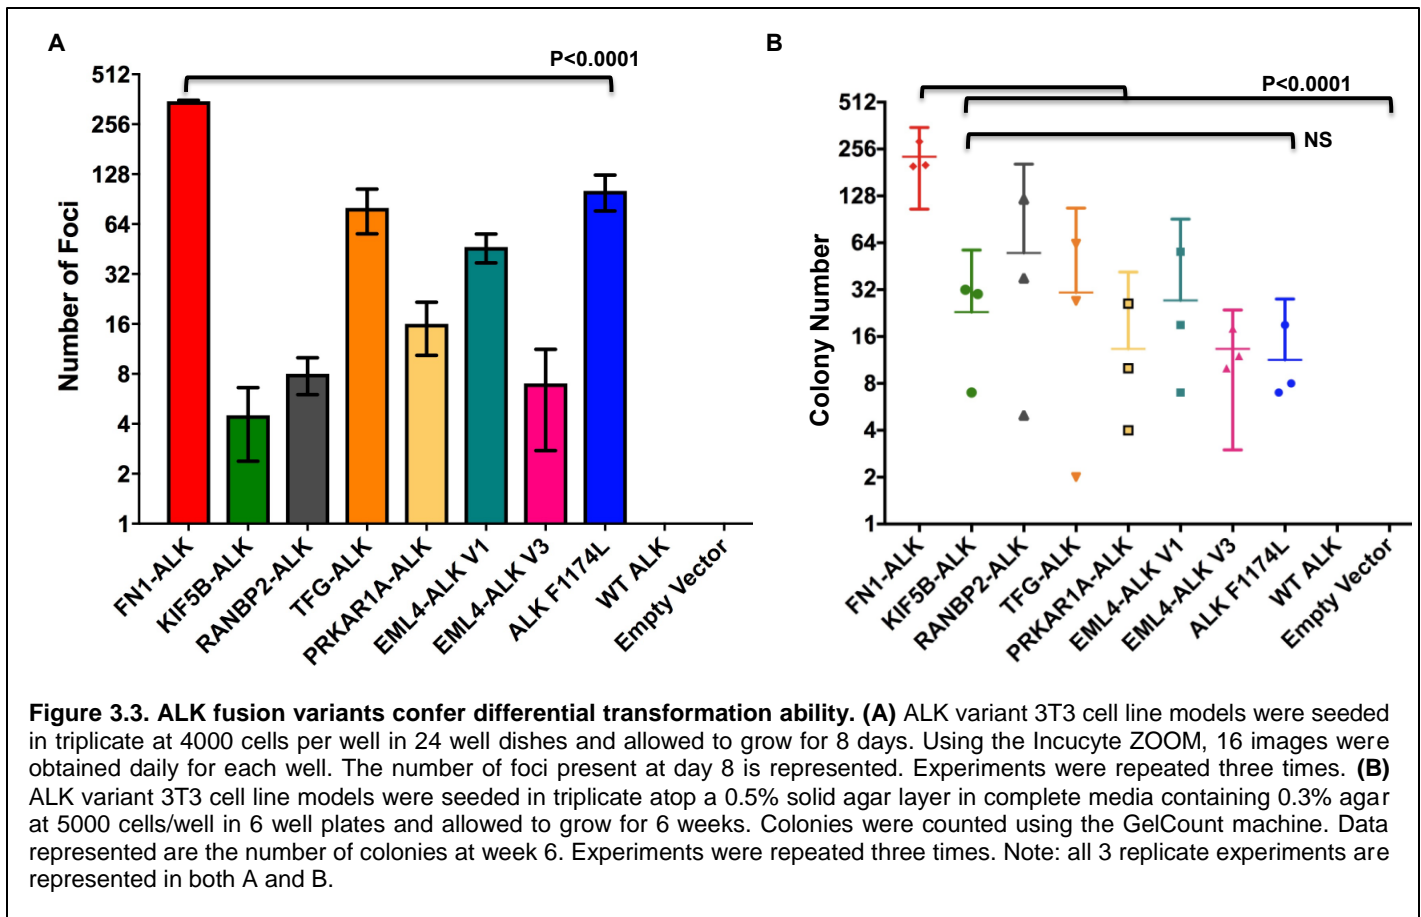 A
P<0.0001
Number of Foci
512
256
128
64
32
16
8
4
2
1
FN1-ALK
KIF5B-ALK
RANBP2-ALK
TFG-ALK
PRKAR1A-ALK
EML4-ALK V1
EML4-ALK V3
ALK F1174L
WT ALK
Empty Vector
B
P<0.0001
NS
Colony Number
512
256
128
64
32
16
8
4
2
1
FN1-ALK
KIF5B-ALK
RANBP2-ALK
TFG-ALK
PRKAR1A-ALK
EML4-ALK V1
EML4-ALK V3
ALK F1174L
WT ALK
Empty Vector
Figure 3.3. ALK fusion variants confer differential transformation ability. (A) ALK variant 3T3 cell line models were seeded
in triplicate at 4000 cells per well in 24 well dishes and allowed to grow for 8 days. Using the Incucyte ZOOM, 16 images were
obtained daily for each well. The number of foci present at day 8 is represented. Experiments were repeated three times. (B)
ALK variant 3T3 cell line models were seeded in triplicate atop a 0.5% solid agar layer in complete media containing 0.3% agar
at 5000 cells/well in 6 well plates and allowed to grow for 6 weeks. Colonies were counted using the GelCount machine. Data
represented are the number of colonies at week 6. Experiments were repeated three times. Note: all 3 replicate experiments are
represented in both A and B.